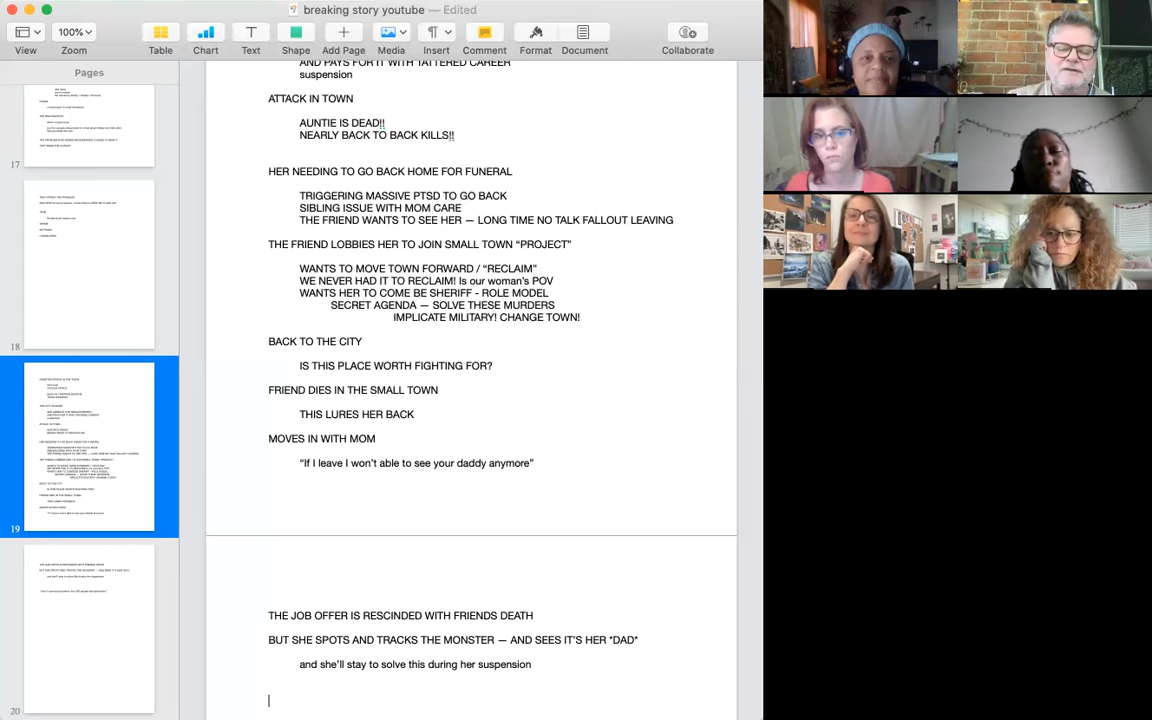 breaking story youtube — Edited
View
100%
Zoom
Table
Chart
Text
Shape
Add Page
Media
Insert
Comment
Format
Document
Collaborate
Pages
17
18
19
20
AND PAYS FOR IT WITH TATTERED CAREER
suspension
ATTACK IN TOWN
AUNTIE IS DEAD!!
NEARLY BACK TO BACK KILLS!!
HER NEEDING TO GO BACK HOME FOR FUNERAL
TRIGGERING MASSIVE PTSD TO GO BACK
SIBLING ISSUE WITH MOM CARE
THE FRIEND WANTS TO SEE HER — LONG TIME NO TALK FALLOUT LEAVING
THE FRIEND LOBBIES HER TO JOIN SMALL TOWN “PROJECT”
WANTS TO MOVE TOWN FORWARD / “RECLAIM”
WE NEVER HAD IT TO RECLAIM! Is our woman’s POV
WANTS HER TO COME BE SHERIFF - ROLE MODEL
SECRET AGENDA — SOLVE THESE MURDERS
IMPLICATE MILITARY! CHANGE TOWN!
BACK TO THE CITY
IS THIS PLACE WORTH FIGHTING FOR?
FRIEND DIES IN THE SMALL TOWN
THIS LURES HER BACK
MOVES IN WITH MOM
“If I leave I won’t able to see your daddy anymore”
THE JOB OFFER IS RESCINDED WITH FRIENDS DEATH
BUT SHE SPOTS AND TRACKS THE MONSTER — AND SEES IT’S HER *DAD*
and she’ll stay to solve this during her suspension